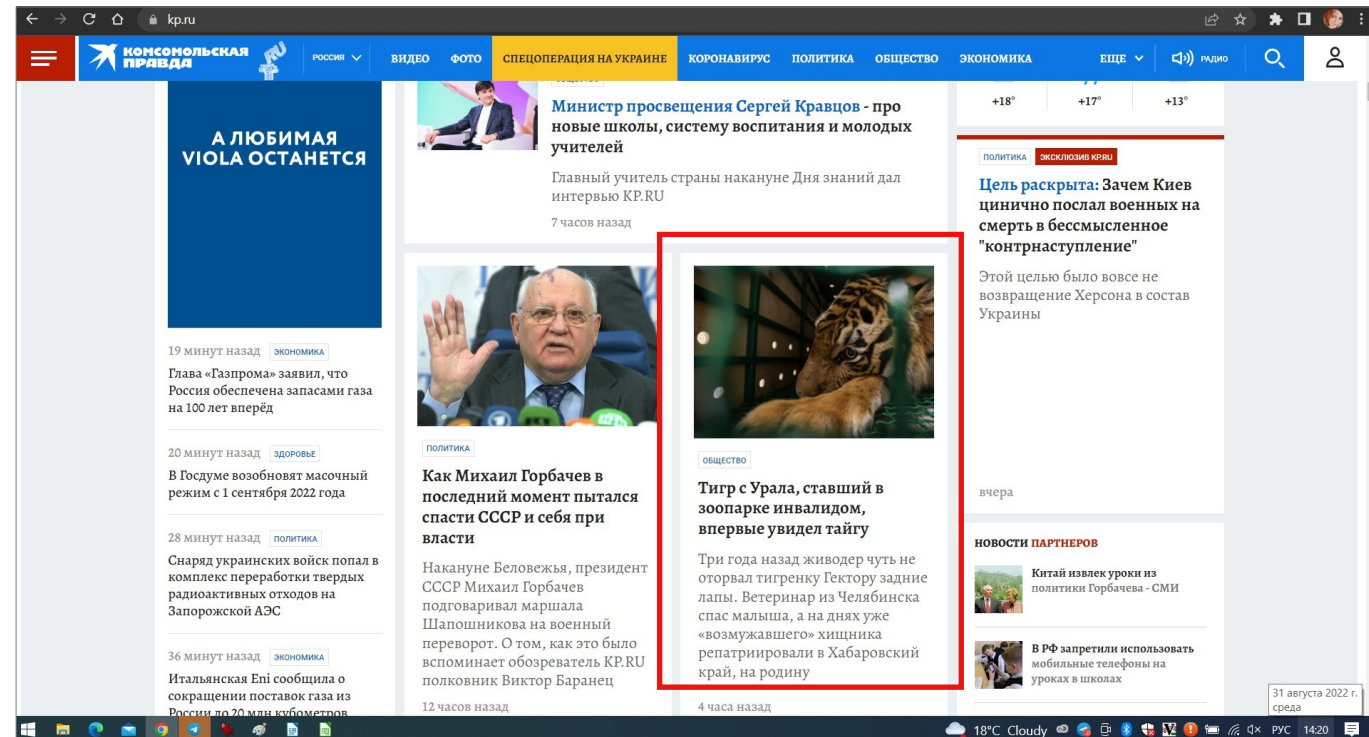 kp.ru
КОМСОМОЛЬСКАЯ
ПРАВДА
RU
РОССИЯ
ВИДЕО
ФОТО
СПЕЦОПЕРАЦИЯ НА УКРАИНЕ
КОРОНАВИРУС
ПОЛИТИКА
ОБЩЕСТВО
ЭКОНОМИКА
ЕЩЕ
РАДИО
А ЛЮБИМАЯ
VIOLA ОСТАНЕТСЯ
19 минут назад ЭКОНОМИКА
Глава «Газпрома» заявил, что
Россия обеспечена запасами газа
на 100 лет вперёд
20 минут назад ЗДОРОВЬЕ
В Госдуме возобновят масочный
режим с 1 сентября 2022 года
28 минут назад ПОЛИТИКА
Снаряд украинских войск попал в
комплекс переработки твердых
радиоактивных отходов на
Запорожской АЭС
36 минут назад ЭКОНОМИКА
Итальянская Eni сообщила о
сокращении поставок газа из
России до 20 млн кубометров
Министр просвещения Сергей Кравцов - про
новые школы, систему воспитания и молодых
учителей
Главный учитель страны накануне Дня знаний дал
интервью KP.RU
7 часов назад
ПОЛИТИКА
Как Михаил Горбачев в
последний момент пытался
спасти СССР и себя при
власти
Накануне Беловежья, президент
СССР Михаил Горбачев
подговаривал маршала
Шапошникова на военный
переворот. О том, как это было
вспоминает обозреватель KP.RU
полковник Виктор Баранец
12 часов назад
ОБЩЕСТВО
Тигр с Урала, ставший в
зоопарке инвалидом,
впервые увидел тайгу
Три года назад живодер чуть не
оторвал тигренку Гектору задние
лапы. Ветеринар из Челябинска
спас малыша, а на днях уже
«возмужавшего» хищника
репатриировали в Хабаровский
край, на родину
4 часа назад
+18° +17° +13°
ПОЛИТИКА ЭКСКЛЮЗИВ KP.RU
Цель раскрыта: Зачем Киев
цинично послал военных на
смерть в бессмысленное
"контрнаступление"
Этой целью было вовсе не
возвращение Херсона в состав
Украины
вчера
НОВОСТИ ПАРТНЕРОВ
Китай извлек уроки из
политики Горбачева - СМИ
В РФ запретили использовать
мобильные телефоны на
уроках в школах
31 августа 2022 г.
среда
18°C Cloudy
РУС
14:20